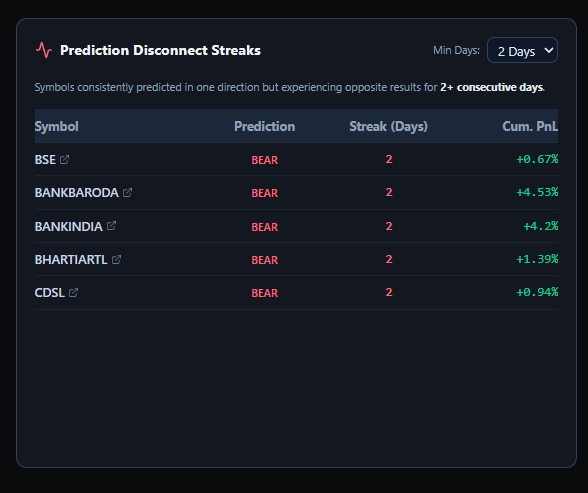 Prediction Disconnect Streaks
Min Days: 2 Days
Symbols consistently predicted in one direction but experiencing opposite results for 2+ consecutive days.
Symbol Prediction Streak (Days) Cum. PnL
BSE BEAR 2 +0.67%
BANKBARODA BEAR 2 +4.53%
BANKINDIA BEAR 2 +4.2%
BHARTIARTL BEAR 2 +1.39%
CDSL BEAR 2 +0.94%